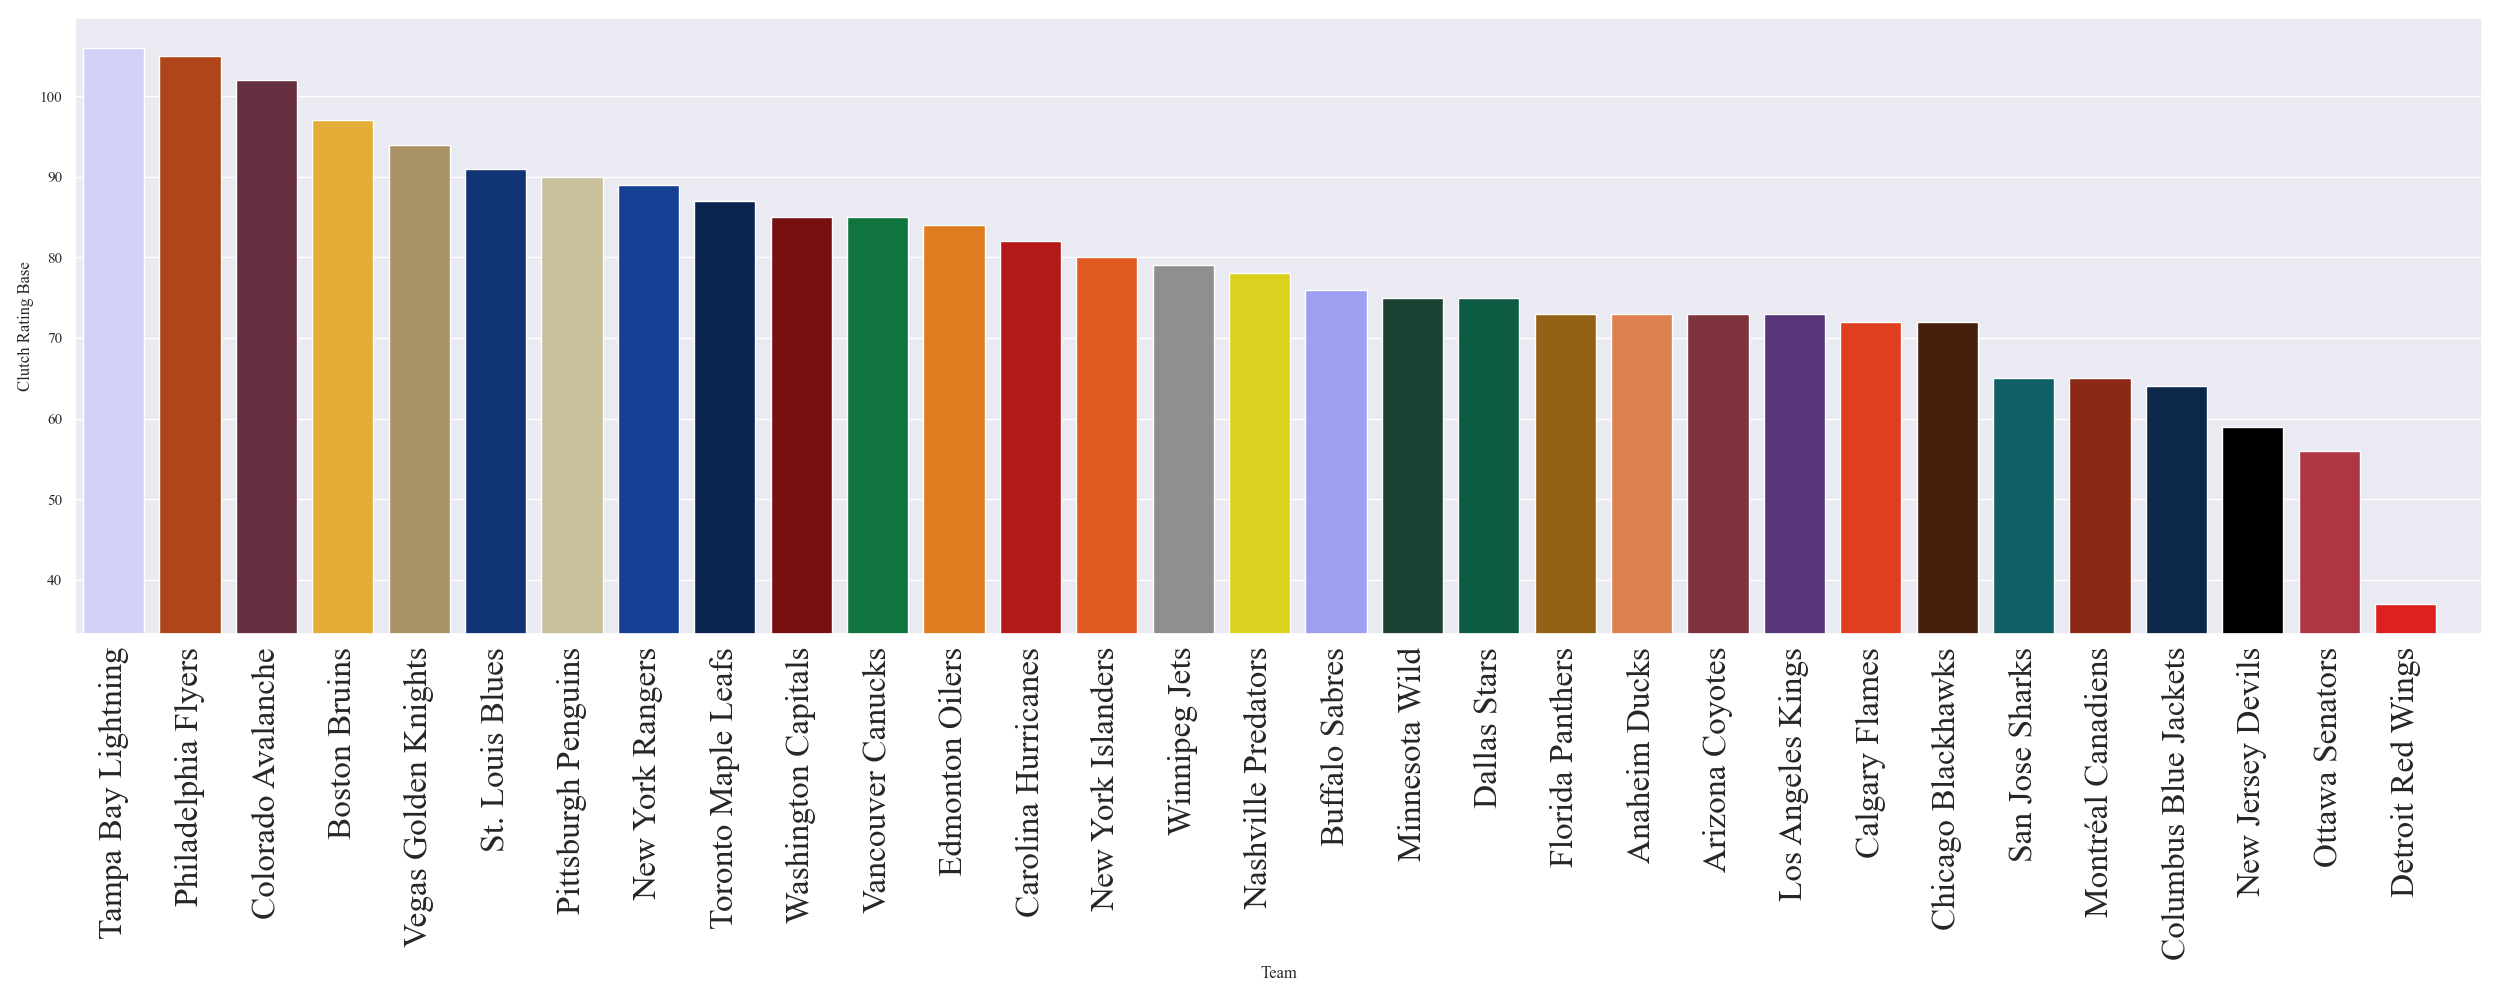 100
90
80
70
60
50
40
Clutch Rating Base
Tampa Bay Lightning
Philadelphia Flyers
Colorado Avalanche
Boston Bruins
Vegas Golden Knights
St. Louis Blues
Pittsburgh Penguins
New York Rangers
Toronto Maple Leafs
Washington Capitals
Vancouver Canucks
Edmonton Oilers
Carolina Hurricanes
New York Islanders
Winnipeg Jets
Nashville Predators
Buffalo Sabres
Minnesota Wild
Dallas Stars
Florida Panthers
Anaheim Ducks
Arizona Coyotes
Los Angeles Kings
Calgary Flames
Chicago Blackhawks
San Jose Sharks
Montréal Canadiens
Columbus Blue Jackets
New Jersey Devils
Ottawa Senators
Detroit Red Wings
Team